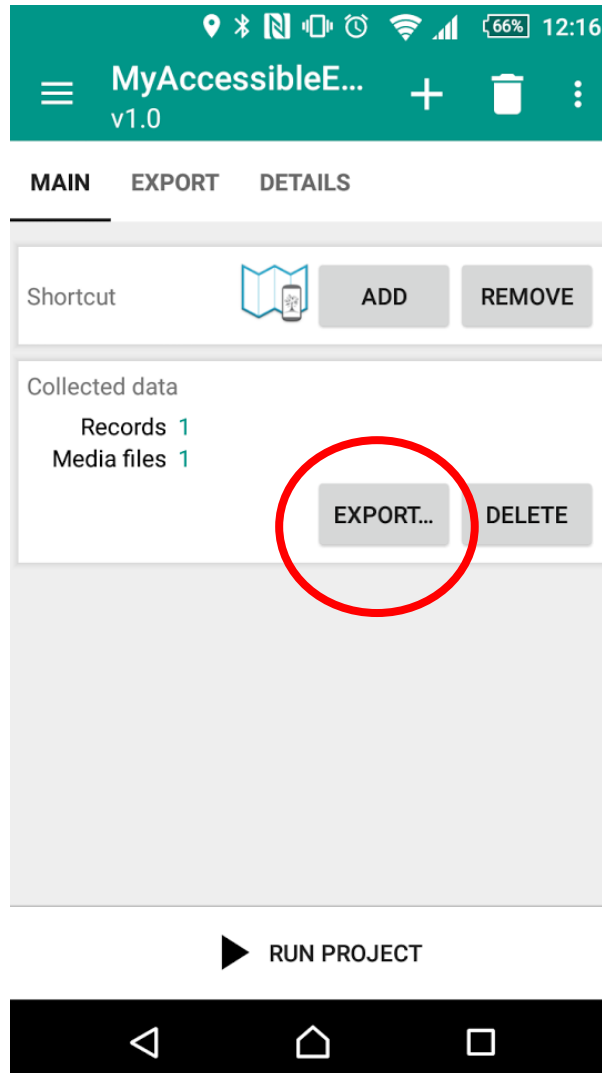 66% 12:16
MyAccessibleE...
v1.0
MAIN EXPORT DETAILS
Shortcut ADD REMOVE
Collected data
Records 1
Media files 1
EXPORT... DELETE
RUN PROJECT